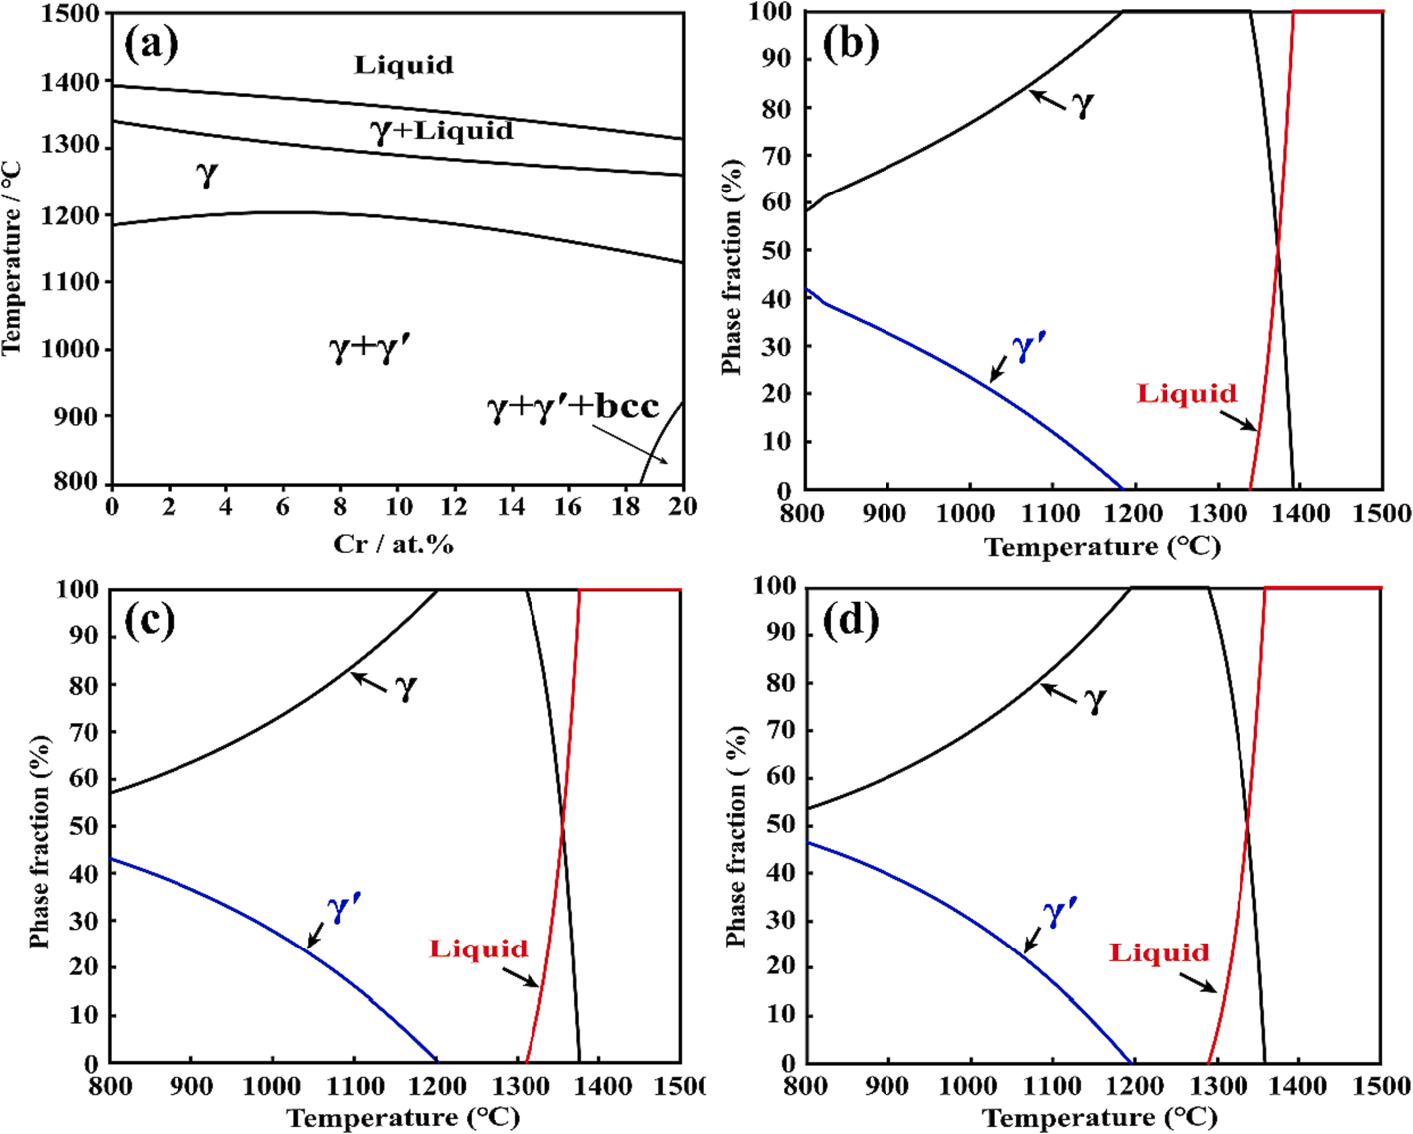 (a)
1500
1400
1300
1200
1100
1000
900
800
Temperature / °C
Liquid
γ+Liquid
γ
γ+γ′
γ+γ′+bcc
0 2 4 6 8 10 12 14 16 18 20
Cr / at.%
(b)
100
90
80
70
60
50
40
30
20
10
0
Phase fraction (%)
γ
γ′
Liquid
800 900 1000 1100 1200 1300 1400 1500
Temperature (°C)
(c)
100
90
80
70
60
50
40
30
20
10
0
Phase fraction (%)
γ
γ′
Liquid
800 900 1000 1100 1200 1300 1400 1500
Temperature (°C)
(d)
100
90
80
70
60
50
40
30
20
10
0
Phase fraction ( %)
γ
γ′
Liquid
800 900 1000 1100 1200 1300 1400 1500
Temperature (°C)